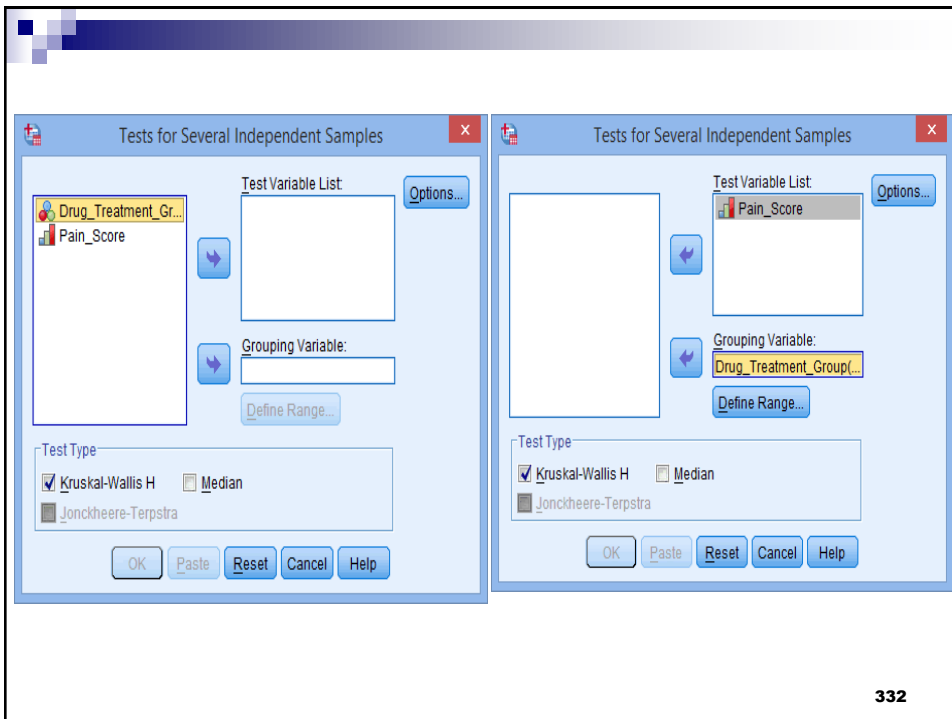 Tests for Several Independent Samples
x
Drug_Treatment_Gr...
Pain_Score
Test Variable List:
Options...
Grouping Variable:
Define Range...
Test Type
Kruskal-Wallis H
Median
Jonckheere-Terpstra
OK
Paste
Reset
Cancel
Help
Tests for Several Independent Samples
x
Test Variable List:
Pain_Score
Options...
Grouping Variable:
Drug_Treatment_Group(...
Define Range...
Test Type
Kruskal-Wallis H
Median
Jonckheere-Terpstra
OK
Paste
Reset
Cancel
Help
332